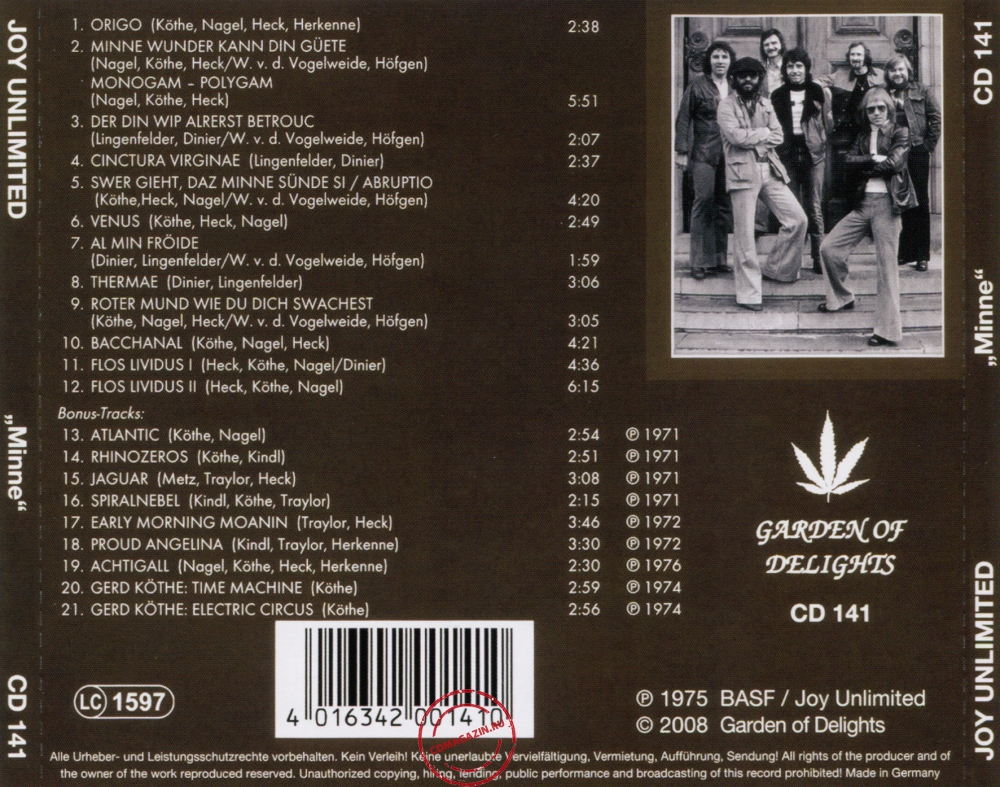 JOY UNLIMITED
„Minne“
CD 141
1. ORIGO (Köthe, Nagel, Heck, Herkenne) 2:38
2. MINNE WUNDER KANN DIN GÜETE
(Nagel, Köthe, Heck/W. v. d. Vogelweide, Höfgen)
MONOGAM – POLYGAM
(Nagel, Köthe, Heck) 5:51
3. DER DIN WIP ALRERST BETROUC
(Lingenfelder, Dinier/W. v. d. Vogelweide, Höfgen) 2:07
4. CINCTURA VIRGINAE (Lingenfelder, Dinier) 2:37
5. SWER GIEHT, DAZ MINNE SÜNDE SI / ABRUPTIO
(Köthe,Heck, Nagel/W. v. d. Vogelweide, Höfgen) 4:20
6. VENUS (Köthe, Heck, Nagel) 2:49
7. AL MIN FRÖIDE
(Dinier, Lingenfelder/W. v. d. Vogelweide, Höfgen) 1:59
8. THERMAE (Dinier, Lingenfelder) 3:06
9. ROTER MUND WIE DU DICH SWACHEST
(Köthe, Nagel, Heck/W. v. d. Vogelweide, Höfgen) 3:05
10. BACCHANAL (Köthe, Nagel, Heck) 4:21
11. FLOS LIVIDUS I (Heck, Köthe, Nagel/Dinier) 4:36
12. FLOS LIVIDUS II (Heck, Köthe, Nagel) 6:15
Bonus-Tracks:
13. ATLANTIC (Köthe, Nagel) 2:54 ℗ 1971
14. RHINOZEROS (Köthe, Kindl) 2:51 ℗ 1971
15. JAGUAR (Metz, Traylor, Heck) 3:08 ℗ 1971
16. SPIRALNEBEL (Kindl, Köthe, Traylor) 2:15 ℗ 1971
17. EARLY MORNING MOANIN (Traylor, Heck) 3:46 ℗ 1972
18. PROUD ANGELINA (Kindl, Traylor, Herkenne) 3:30 ℗ 1972
19. ACHTIGALL (Nagel, Köthe, Heck, Herkenne) 2:30 ℗ 1976
20. GERD KÖTHE: TIME MACHINE (Köthe) 2:59 ℗ 1974
21. GERD KÖTHE: ELECTRIC CIRCUS (Köthe) 2:56 ℗ 1974
GARDEN OF
DELIGHTS
CD 141
LC 1597
4 016342 001410
CDMAGAZIN.RU
℗ 1975 BASF / Joy Unlimited
© 2008 Garden of Delights
Alle Urheber- und Leistungsschutzrechte vorbehalten. Kein Verleih! Keine unerlaubte Vervielfältigung, Vermietung, Aufführung, Sendung! All rights of the producer and of
the owner of the work reproduced reserved. Unauthorized copying, hiring, lending, public performance and broadcasting of this record prohibited! Made in Germany
CD 141
„Minne“
JOY UNLIMITED